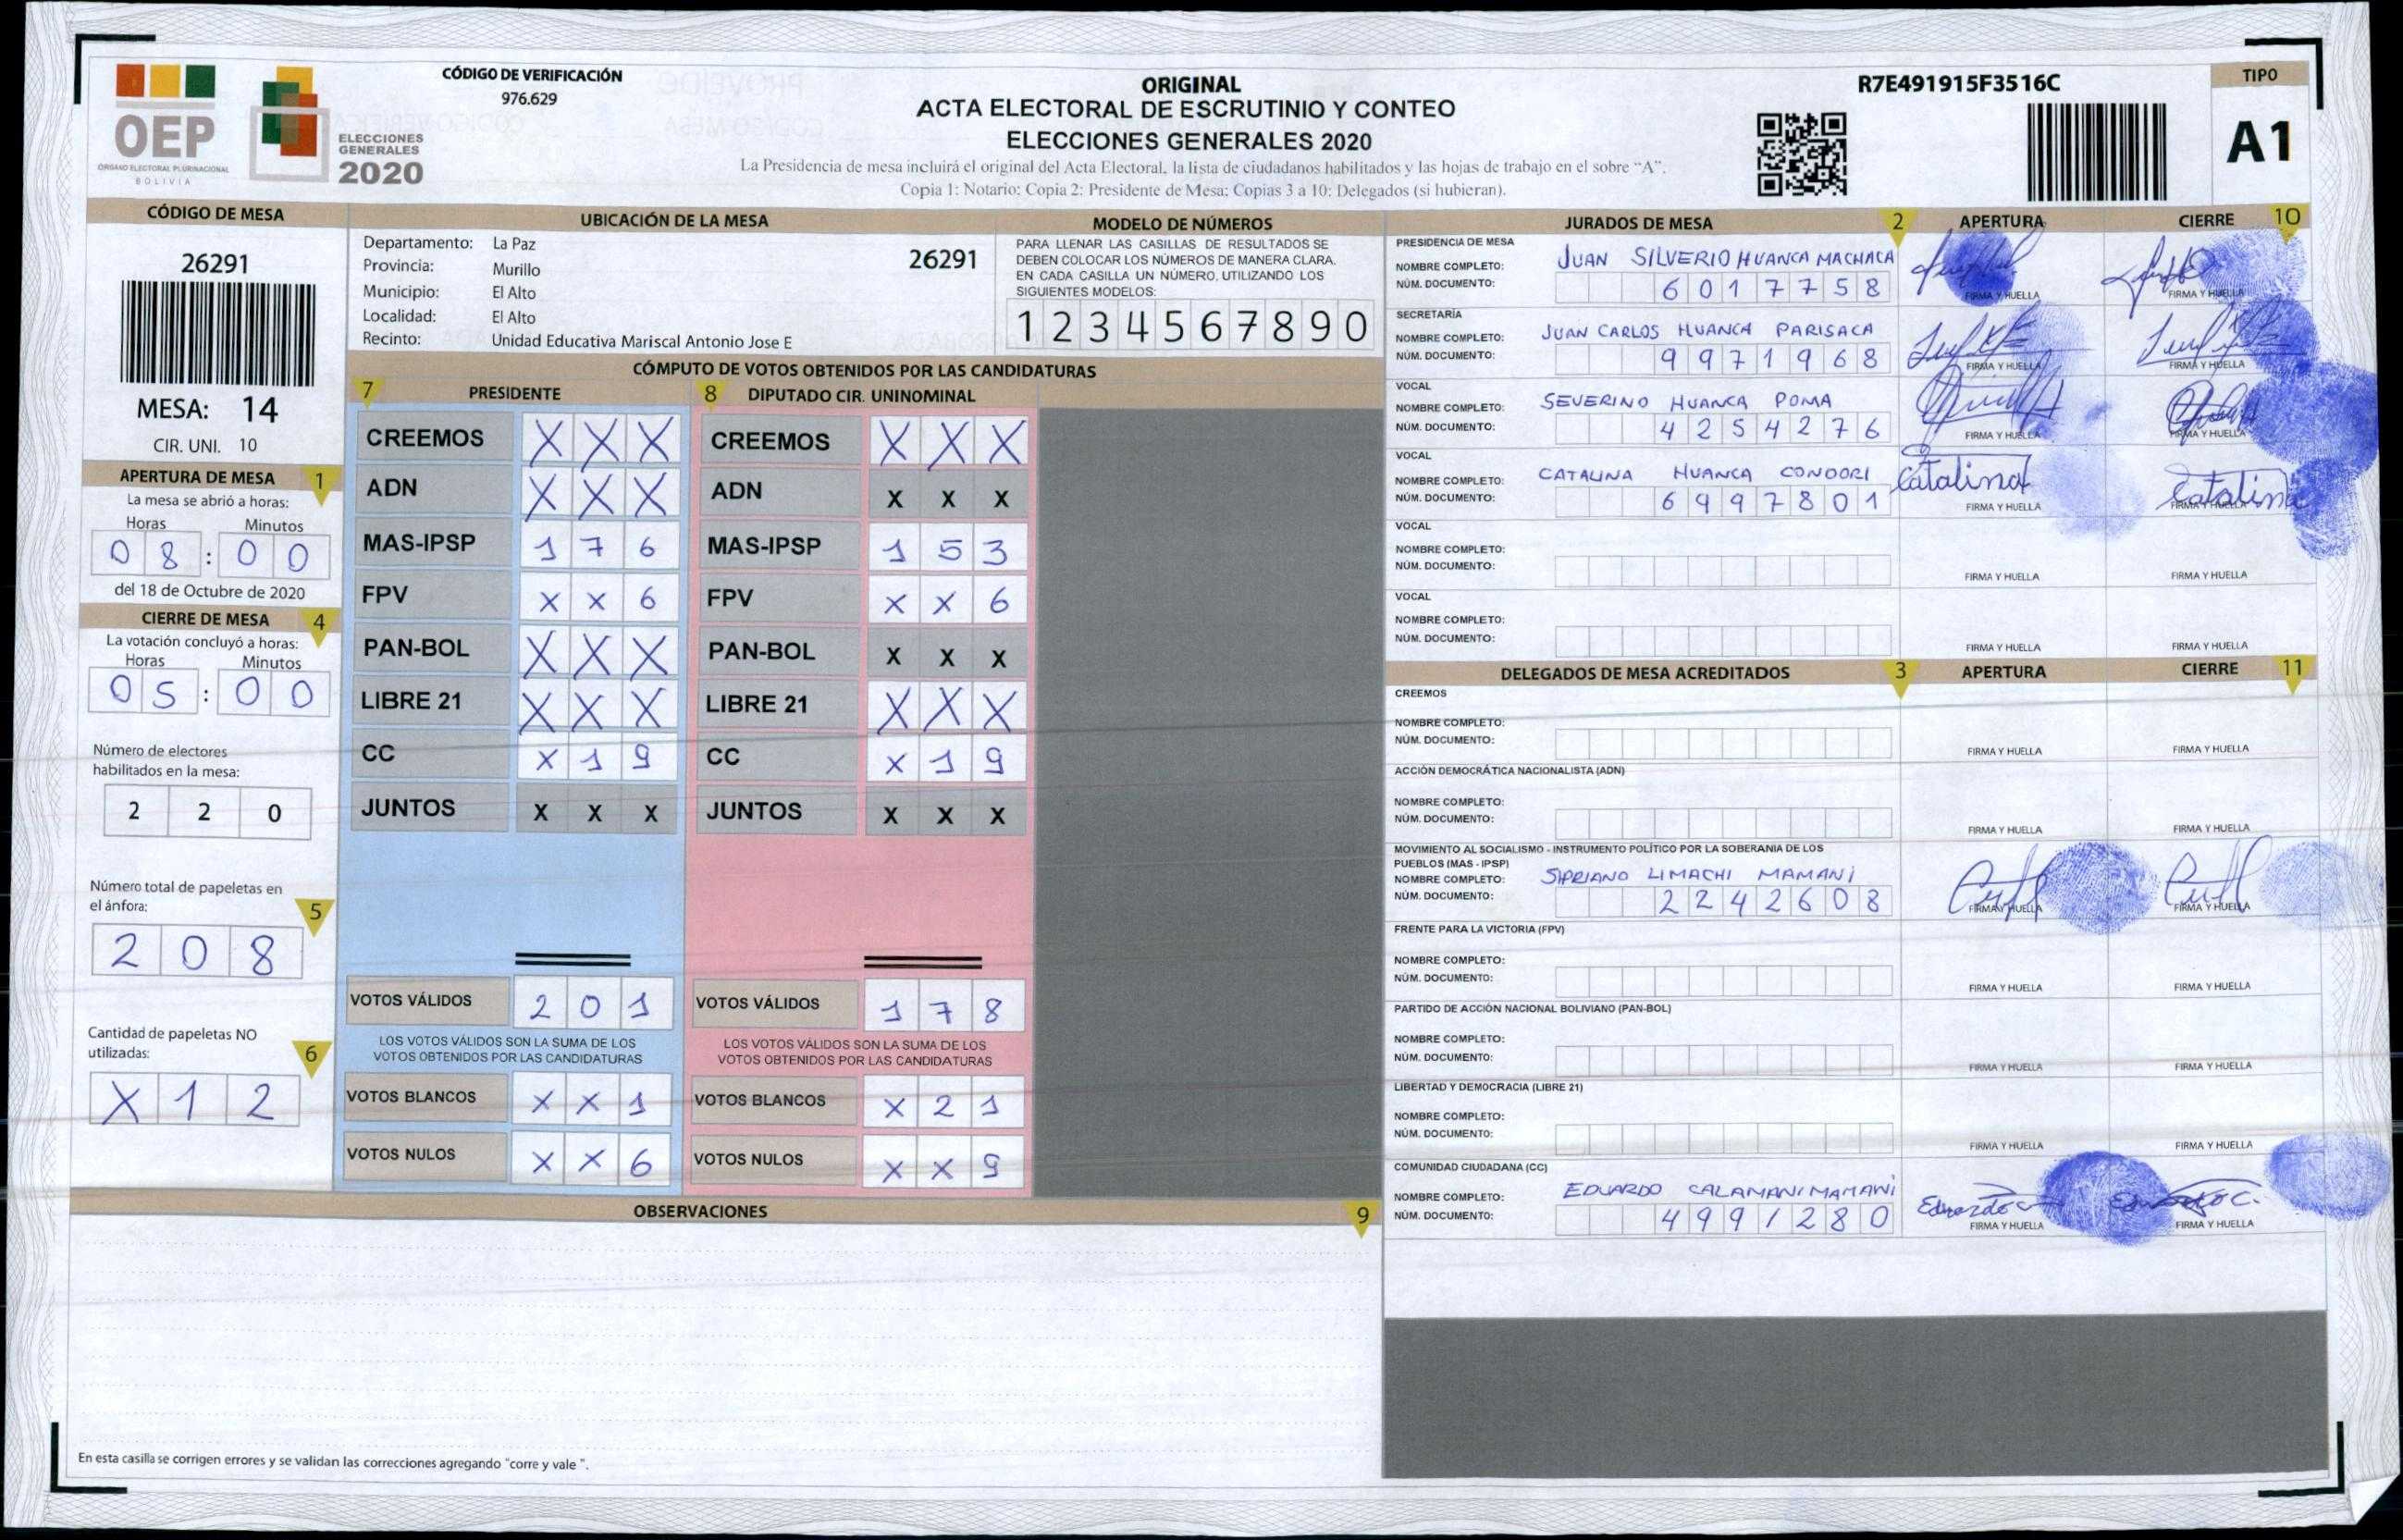 OEP
ÓRGANO ELECTORAL PLURINACIONAL
BOLIVIA
ELECCIONES
GENERALES
2020
CÓDIGO DE VERIFICACIÓN
976.629
ORIGINAL
ACTA ELECTORAL DE ESCRUTINIO Y CONTEO
ELECCIONES GENERALES 2020
La Presidencia de mesa incluirá el original del Acta Electoral, la lista de ciudadanos habilitados y las hojas de trabajo en el sobre “A”.
Copia 1: Notario; Copia 2: Presidente de Mesa; Copias 3 a 10: Delegados (si hubieran).
R7E491915F3516C
TIPO
A1
CÓDIGO DE MESA
26291
MESA: 14
CIR. UNI. 10
APERTURA DE MESA 1
La mesa se abrió a horas:
Horas Minutos
0 8 : 0 0
del 18 de Octubre de 2020
CIERRE DE MESA 4
La votación concluyó a horas:
Horas Minutos
0 5 : 0 0
Número de electores
habilitados en la mesa:
2 2 0
Número total de papeletas en
el ánfora:
5
2 0 8
Cantidad de papeletas NO
utilizadas:
6
X 1 2
UBICACIÓN DE LA MESA
Departamento: La Paz
26291
Provincia: Murillo
Municipio: El Alto
Localidad: El Alto
Recinto: Unidad Educativa Mariscal Antonio Jose E
MODELO DE NÚMEROS
PARA LLENAR LAS CASILLAS DE RESULTADOS SE
DEBEN COLOCAR LOS NÚMEROS DE MANERA CLARA.
EN CADA CASILLA UN NÚMERO, UTILIZANDO LOS
SIGUIENTES MODELOS:
1 2 3 4 5 6 7 8 9 0
CÓMPUTO DE VOTOS OBTENIDOS POR LAS CANDIDATURAS
7 PRESIDENTE
CREEMOS X X X
ADN X X X
MAS-IPSP 1 7 6
FPV X X 6
PAN-BOL X X X
LIBRE 21 X X X
CC X 1 9
JUNTOS X X X
VOTOS VÁLIDOS 2 0 1
LOS VOTOS VÁLIDOS SON LA SUMA DE LOS
VOTOS OBTENIDOS POR LAS CANDIDATURAS
VOTOS BLANCOS X X 1
VOTOS NULOS X X 6
8 DIPUTADO CIR. UNINOMINAL
CREEMOS X X X
ADN X X X
MAS-IPSP 1 5 3
FPV X X 6
PAN-BOL X X X
LIBRE 21 X X X
CC X 1 9
JUNTOS X X X
VOTOS VÁLIDOS 1 7 8
LOS VOTOS VÁLIDOS SON LA SUMA DE LOS
VOTOS OBTENIDOS POR LAS CANDIDATURAS
VOTOS BLANCOS X 2 1
VOTOS NULOS X X 9
OBSERVACIONES 9
En esta casilla se corrigen errores y se validan las correcciones agregando "corre y vale ".
JURADOS DE MESA 2 APERTURA CIERRE 10
PRESIDENCIA DE MESA
NOMBRE COMPLETO: JUAN SILVERIO HUANCA MACHACA
NÚM. DOCUMENTO: 6 0 1 7 7 5 8
FIRMA Y HUELLA FIRMA Y HUELLA
SECRETARÍA
NOMBRE COMPLETO: JUAN CARLOS HUANCA PARISACA
NÚM. DOCUMENTO: 9 9 7 1 9 6 8
FIRMA Y HUELLA FIRMA Y HUELLA
VOCAL
NOMBRE COMPLETO: SEVERINO HUANCA POMA
NÚM. DOCUMENTO: 4 2 5 4 2 7 6
FIRMA Y HUELLA FIRMA Y HUELLA
VOCAL
NOMBRE COMPLETO: CATALINA HUANCA CONDORI Catalina Catalina
NÚM. DOCUMENTO: 6 9 9 7 8 0 1
FIRMA Y HUELLA FIRMA Y HUELLA
VOCAL
NOMBRE COMPLETO:
NÚM. DOCUMENTO:
FIRMA Y HUELLA FIRMA Y HUELLA
VOCAL
NOMBRE COMPLETO:
NÚM. DOCUMENTO:
FIRMA Y HUELLA FIRMA Y HUELLA
DELEGADOS DE MESA ACREDITADOS 3 APERTURA CIERRE 11
CREEMOS
NOMBRE COMPLETO:
NÚM. DOCUMENTO:
FIRMA Y HUELLA FIRMA Y HUELLA
ACCIÓN DEMOCRÁTICA NACIONALISTA (ADN)
NOMBRE COMPLETO:
NÚM. DOCUMENTO:
FIRMA Y HUELLA FIRMA Y HUELLA
MOVIMIENTO AL SOCIALISMO - INSTRUMENTO POLÍTICO POR LA SOBERANIA DE LOS
PUEBLOS (MAS - IPSP)
NOMBRE COMPLETO: SIPRIANO LIMACHI MAMANI
NÚM. DOCUMENTO: 2 2 4 2 6 0 8
FIRMA Y HUELLA FIRMA Y HUELLA
FRENTE PARA LA VICTORIA (FPV)
NOMBRE COMPLETO:
NÚM. DOCUMENTO:
FIRMA Y HUELLA FIRMA Y HUELLA
PARTIDO DE ACCIÓN NACIONAL BOLIVIANO (PAN-BOL)
NOMBRE COMPLETO:
NÚM. DOCUMENTO:
FIRMA Y HUELLA FIRMA Y HUELLA
LIBERTAD Y DEMOCRACIA (LIBRE 21)
NOMBRE COMPLETO:
NÚM. DOCUMENTO:
FIRMA Y HUELLA FIRMA Y HUELLA
COMUNIDAD CIUDADANA (CC)
NOMBRE COMPLETO: EDUARDO CALAMANI MAMANI
NÚM. DOCUMENTO: 4 9 9 1 2 8 0
FIRMA Y HUELLA FIRMA Y HUELLA